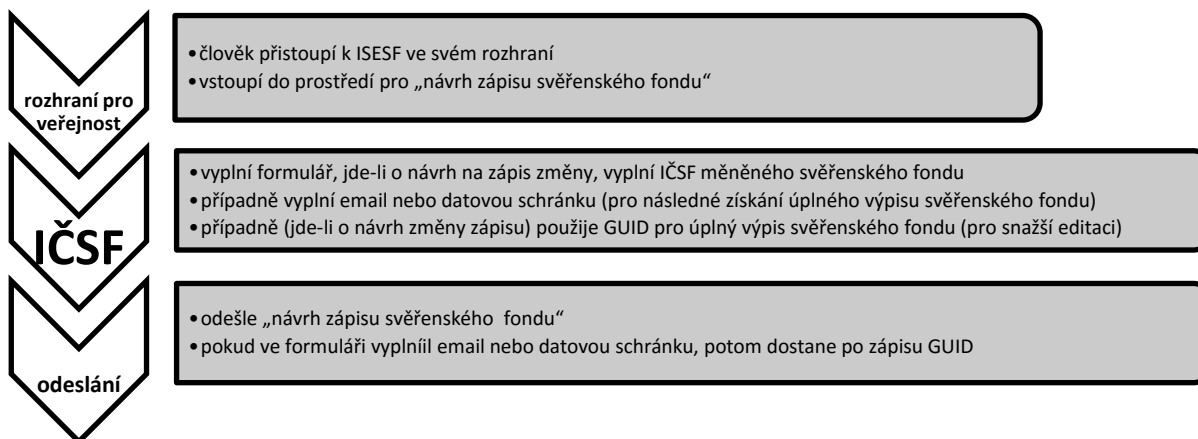 rozhraní pro
veřejnost
•člověk přistoupí k ISESF ve svém rozhraní
•vstoupí do prostředí pro „návrh zápisu svěřenského fondu“
IČSF
•vyplní formulář, jde-li o návrh na zápis změny, vyplní IČSF měněného svěřenského fondu
•případně vyplní email nebo datovou schránku (pro následné získání úplného výpisu svěřenského fondu)
•případně (jde-li o návrh změny zápisu) použije GUID pro úplný výpis svěřenského fondu (pro snažší editaci)
odeslání
•odešle „návrh zápisu svěřenského fondu“
•pokud ve formuláři vyplníil email nebo datovou schránku, potom dostane po zápisu GUID